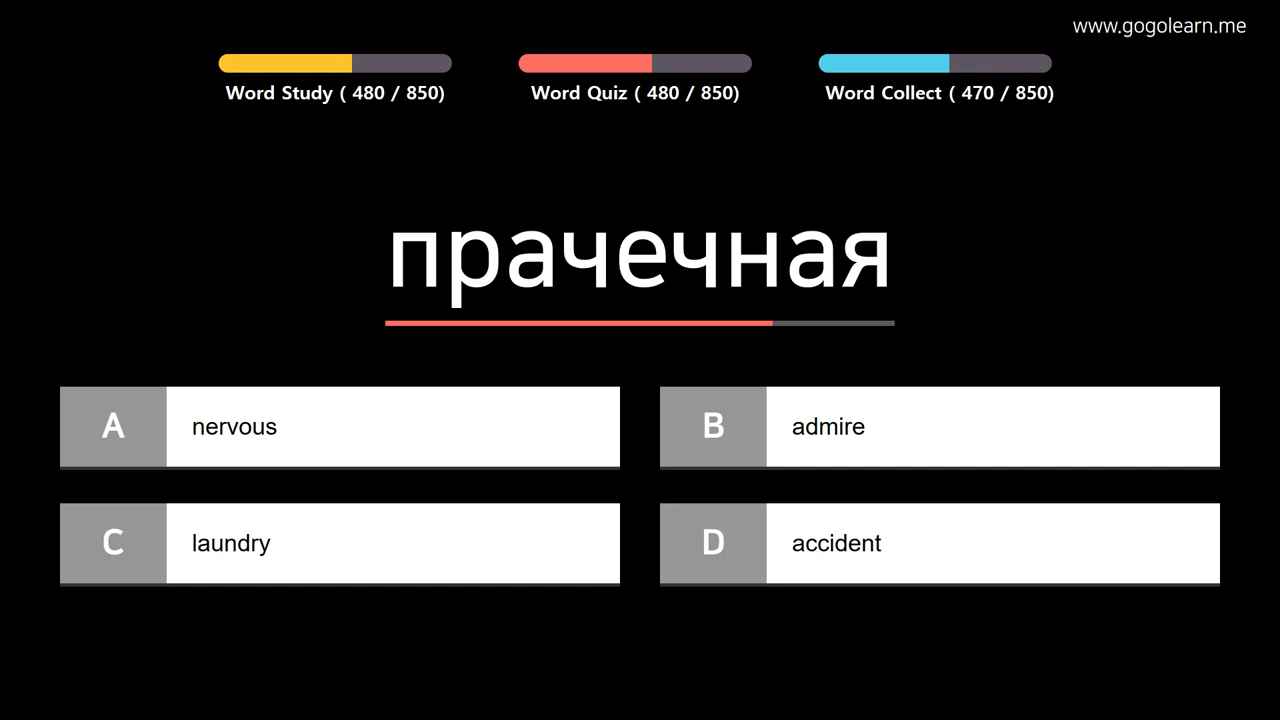 www.gogolearn.me
Word Study ( 480 / 850)
Word Quiz ( 480 / 850)
Word Collect ( 470 / 850)
прачечная
A nervous
B admire
C laundry
D accident